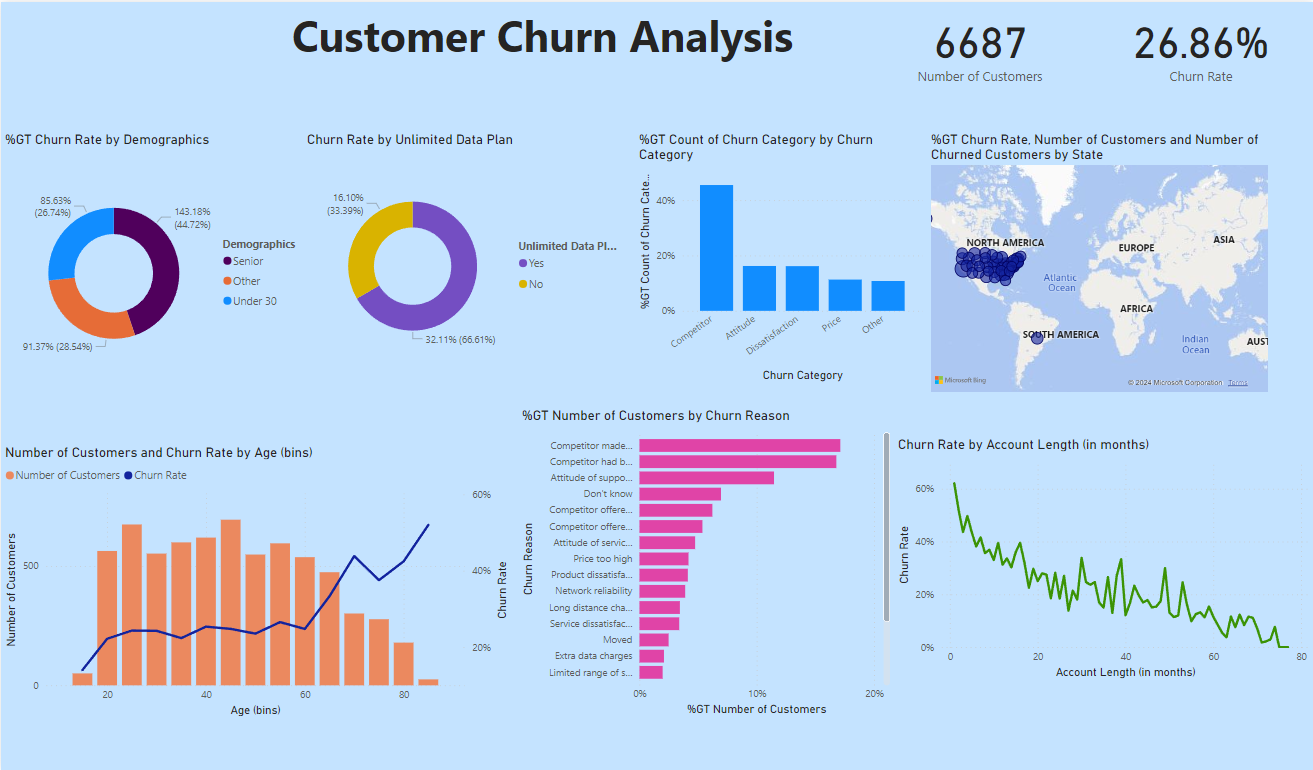 Customer Churn Analysis
6687
Number of Customers
26.86%
Churn Rate
%GT Churn Rate by Demographics
85.63%
(26.74%)
143.18%
(44.72%)
91.37% (28.54%)
Demographics
Senior
Other
Under 30
Churn Rate by Unlimited Data Plan
16.10%
(33.39%)
32.11% (66.61%)
Unlimited Data Pl...
Yes
No
%GT Count of Churn Category by Churn
Category
%GT Count of Churn Cate...
40%
20%
0%
Competitor
Attitude
Dissatisfaction
Price
Other
Churn Category
%GT Churn Rate, Number of Customers and Number of
Churned Customers by State
NORTH AMERICA
EUROPE
ASIA
Atlantic
Ocean
AFRICA
SOUTH AMERICA
Indian
Ocean
AUST
Microsoft Bing
© 2024 Microsoft Corporation Terms
Number of Customers and Churn Rate by Age (bins)
Number of Customers
Churn Rate
Number of Customers
500
0
60%
40%
20%
Churn Rate
20
40
60
80
Age (bins)
%GT Number of Customers by Churn Reason
Churn Reason
Competitor made...
Competitor had b...
Attitude of suppo...
Don't know
Competitor offere...
Competitor offere...
Attitude of servic...
Price too high
Product dissatisfa...
Network reliability
Long distance cha...
Service dissatisfac...
Moved
Extra data charges
Limited range of s...
0%
10%
20%
%GT Number of Customers
Churn Rate by Account Length (in months)
Churn Rate
60%
40%
20%
0%
0
20
40
60
80
Account Length (in months)